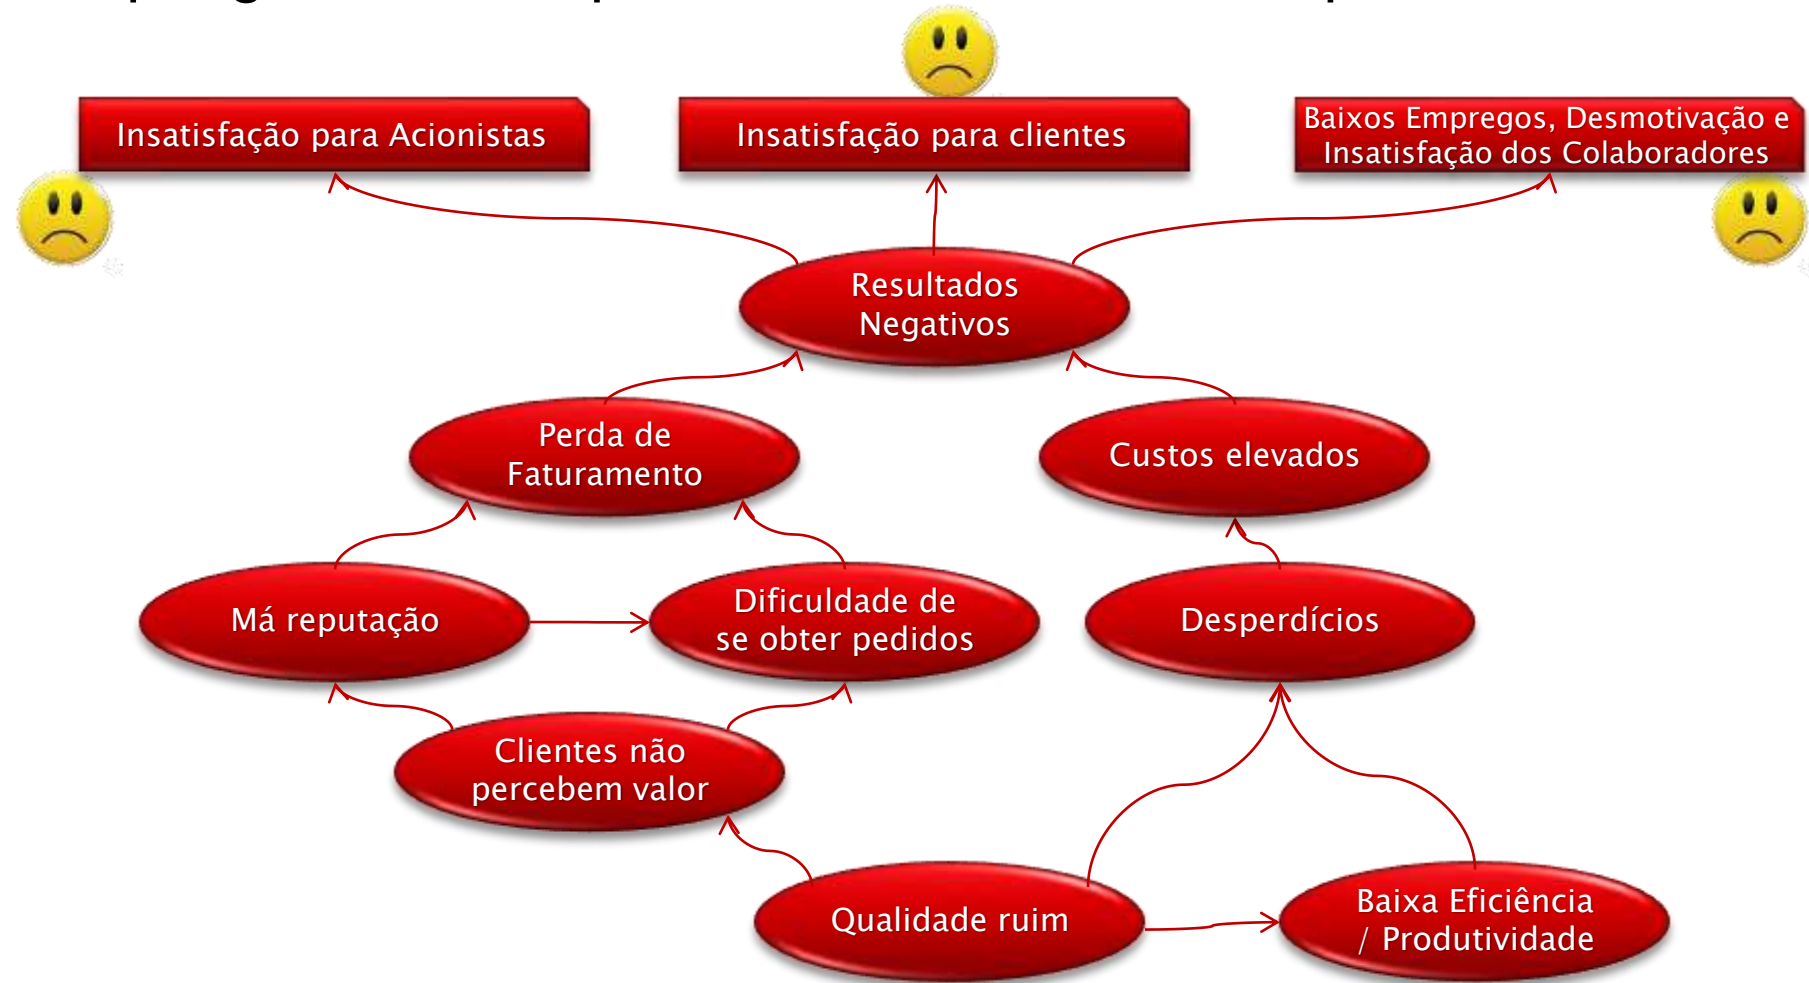 Insatisfação para Acionistas
Insatisfação para clientes
Baixos Empregos, Desmotivação e
Insatisfação dos Colaboradores
Resultados
Negativos
Perda de
Faturamento
Custos elevados
Má reputação
Dificuldade de
se obter pedidos
Desperdícios
Clientes não
percebem valor
Qualidade ruim
Baixa Eficiência
/ Produtividade